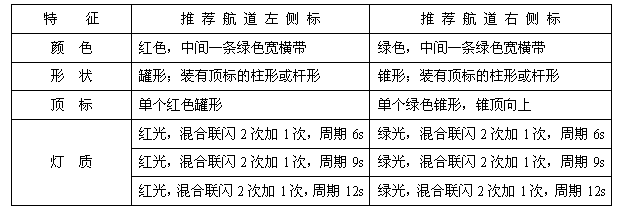 特 征 推 荐 航 道 左 侧 标 推 荐 航 道 右 侧 标
颜 色 红色，中间一条绿色宽横带 绿色，中间一条绿色宽横带
形 状 罐形；装有顶标的柱形或杆形 锥形；装有顶标的柱形或杆形
顶 标 单个红色罐形 单个绿色锥形，锥顶向上
灯 质 红光，混合联闪 2 次加 1 次，周期 6s 绿光，混合联闪 2 次加 1 次，周期 6s
红光，混合联闪 2 次加 1 次，周期 9s 绿光，混合联闪 2 次加 1 次，周期 9s
红光，混合联闪 2 次加 1 次，周期 12s 绿光，混合联闪 2 次加 1 次，周期 12s